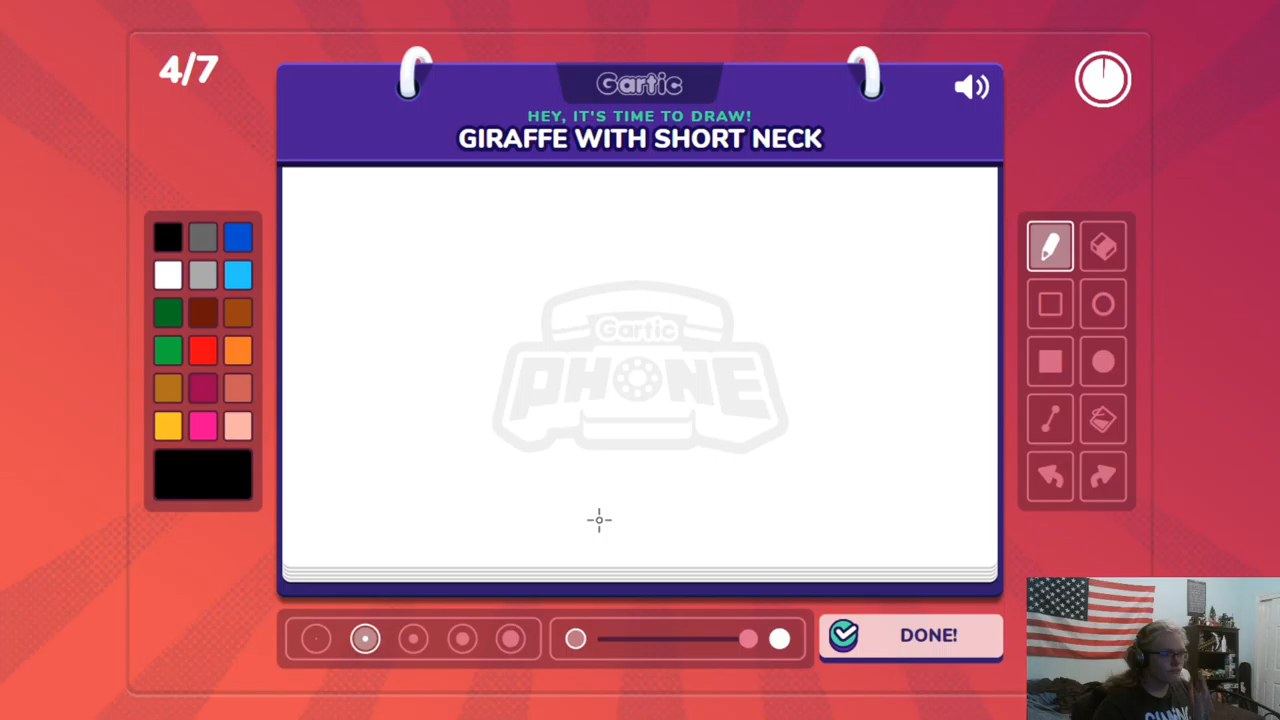 4/7
Gartic
HEY, IT'S TIME TO DRAW!
GIRAFFE WITH SHORT NECK
Gartic
PHONE
DONE!